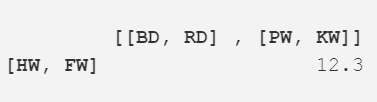 [[BD, RD] , [PW, KW]]
[HW, FW] 12.3